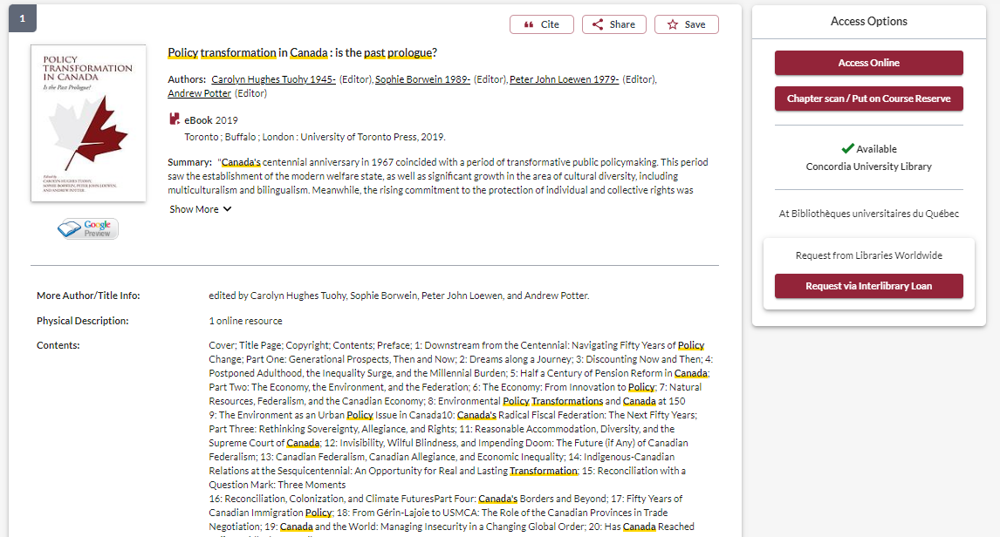 1
Cite
Share
Save
POLICY
TRANSFORMATION
IN CANADA
Is the Past Prologue?
Edited by
CAROLYN HUGHES TUOHY,
SOPHIE BORWEIN, PETER JOHN LOEWEN,
AND ANDREW POTTER
Google
Preview
Policy transformation in Canada : is the past prologue?
Authors: Carolyn Hughes Tuohy 1945- (Editor), Sophie Borwein 1989- (Editor), Peter John Loewen 1979- (Editor),
Andrew Potter (Editor)
eBook 2019
Toronto ; Buffalo ; London : University of Toronto Press, 2019.
Summary: "Canada's centennial anniversary in 1967 coincided with a period of transformative public policymaking. This period
saw the establishment of the modern welfare state, as well as significant growth in the area of cultural diversity, including
multiculturalism and bilingualism. Meanwhile, the rising commitment to the protection of individual and collective rights was
Show More
More Author/Title Info: edited by Carolyn Hughes Tuohy, Sophie Borwein, Peter John Loewen, and Andrew Potter.
Physical Description: 1 online resource
Contents: Cover; Title Page; Copyright; Contents; Preface; 1: Downstream from the Centennial: Navigating Fifty Years of Policy
Change; Part One: Generational Prospects, Then and Now; 2: Dreams along a Journey; 3: Discounting Now and Then; 4:
Postponed Adulthood, the Inequality Surge, and the Millennial Burden; 5: Half a Century of Pension Reform in Canada;
Part Two: The Economy, the Environment, and the Federation; 6: The Economy: From Innovation to Policy; 7: Natural
Resources, Federalism, and the Canadian Economy; 8: Environmental Policy Transformations and Canada at 150
9: The Environment as an Urban Policy Issue in Canada10: Canada's Radical Fiscal Federation: The Next Fifty Years;
Part Three: Rethinking Sovereignty, Allegiance, and Rights; 11: Reasonable Accommodation, Diversity, and the
Supreme Court of Canada; 12: Invisibility, Wilful Blindness, and Impending Doom: The Future (if Any) of Canadian
Federalism; 13: Canadian Federalism, Canadian Allegiance, and Economic Inequality; 14: Indigenous-Canadian
Relations at the Sesquicentennial: An Opportunity for Real and Lasting Transformation; 15: Reconciliation with a
Question Mark: Three Moments
16: Reconciliation, Colonization, and Climate FuturesPart Four: Canada's Borders and Beyond; 17: Fifty Years of
Canadian Immigration Policy; 18: From Gérin-Lajoie to USMCA: The Role of the Canadian Provinces in Trade
Negotiation; 19: Canada and the World: Managing Insecurity in a Changing Global Order; 20: Has Canada Reached
Access Options
Access Online
Chapter scan / Put on Course Reserve
Available
Concordia University Library
At Bibliothèques universitaires du Québec
Request from Libraries Worldwide
Request via Interlibrary Loan